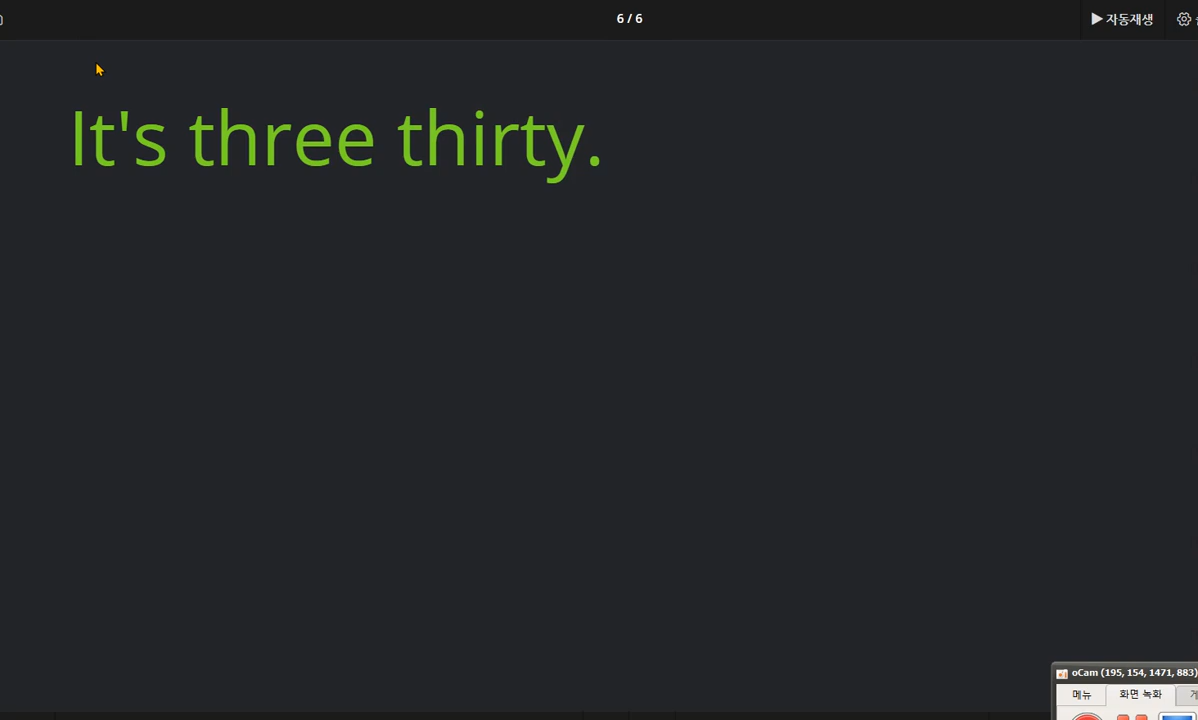 6 / 6
▶ 자동재생
It's three thirty.
oCam (195, 154, 1471, 883)
메뉴
화면 녹화